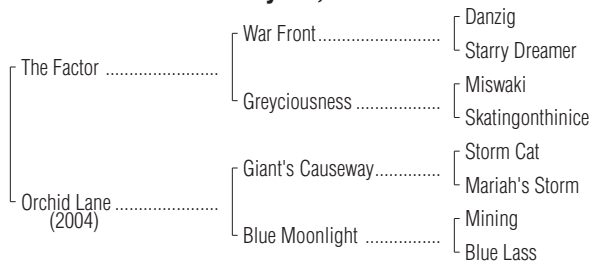 War Front
Danzig
Starry Dreamer
The Factor
Greyciousness
Miswaki
Skatingonthinice
Giant's Causeway
Storm Cat
Mariah's Storm
Orchid Lane
(2004)
Blue Moonlight
Mining
Blue Lass